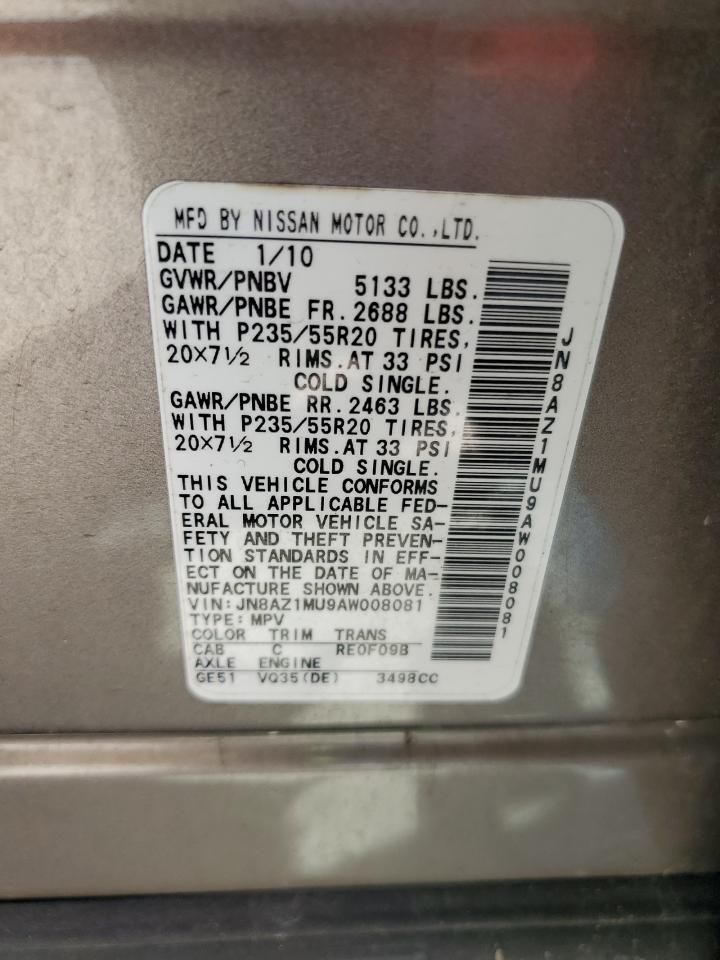 MFD BY NISSAN MOTOR CO.,LTD.
DATE 1/10
GVWR/PNBV 5133 LBS.
GAWR/PNBE FR.2688 LBS.
WITH P235/55R20 TIRES,
20×7½ RIMS.AT 33 PSI
COLD SINGLE.
GAWR/PNBE RR.2463 LBS.
WITH P235/55R20 TIRES,
20×7½ RIMS.AT 33 PSI
COLD SINGLE.
THIS VEHICLE CONFORMS
TO ALL APPLICABLE FED-
ERAL MOTOR VEHICLE SA-
FETY AND THEFT PREVEN-
TION STANDARDS IN EFF-
ECT ON THE DATE OF MA-
NUFACTURE SHOWN ABOVE.
VIN:JN8AZ1MU9AW008081
TYPE:MPV
COLOR TRIM TRANS
CAB C RE0F09B
AXLE ENGINE
GE51 VQ35(DE) 3498CC
JN8AZ1MU9AW008081